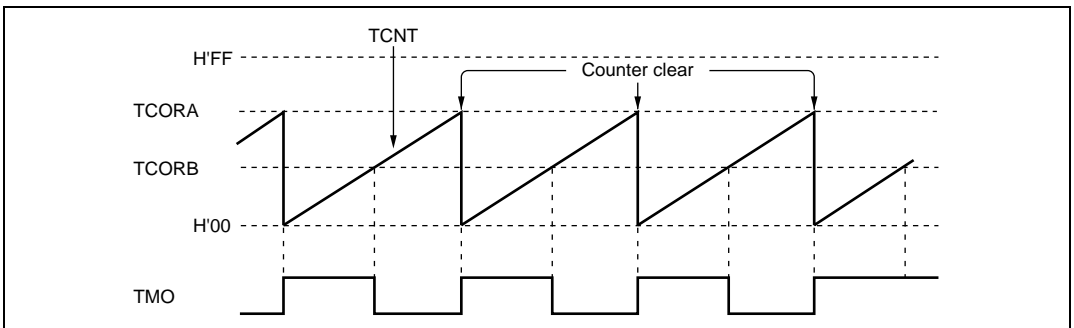 TCNT
H'FF
Counter clear
TCORA
TCORB
H'00
TMO